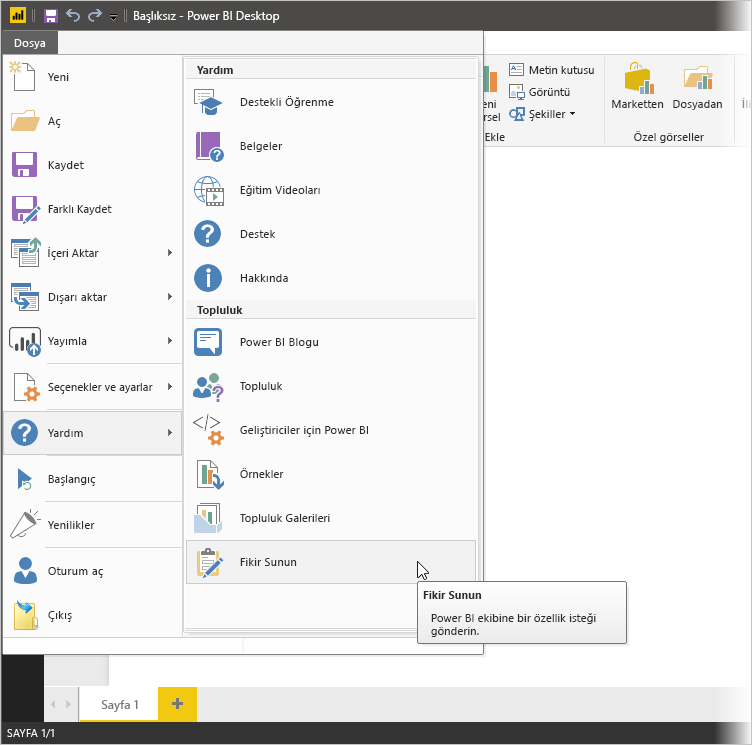 Başlıksız - Power BI Desktop
Dosya
Yeni
Aç
Kaydet
Farklı Kaydet
İçeri Aktar
Dışarı aktar
Yayımla
Seçenekler ve ayarlar
Yardım
Başlangıç
Yenilikler
Oturum aç
Çıkış
Yardım
Destekli Öğrenme
Belgeler
Eğitim Videoları
Destek
Hakkında
Topluluk
Power BI Blogu
Topluluk
Geliştiriciler için Power BI
Örnekler
Topluluk Galerileri
Fikir Sunun
Fikir Sunun
Power BI ekibine bir özellik isteği
gönderin.
Metin kutusu
Görüntü
Şekiller
Ekle
Marketten
Dosyadan
Özel görseller
Sayfa 1
SAYFA 1/1